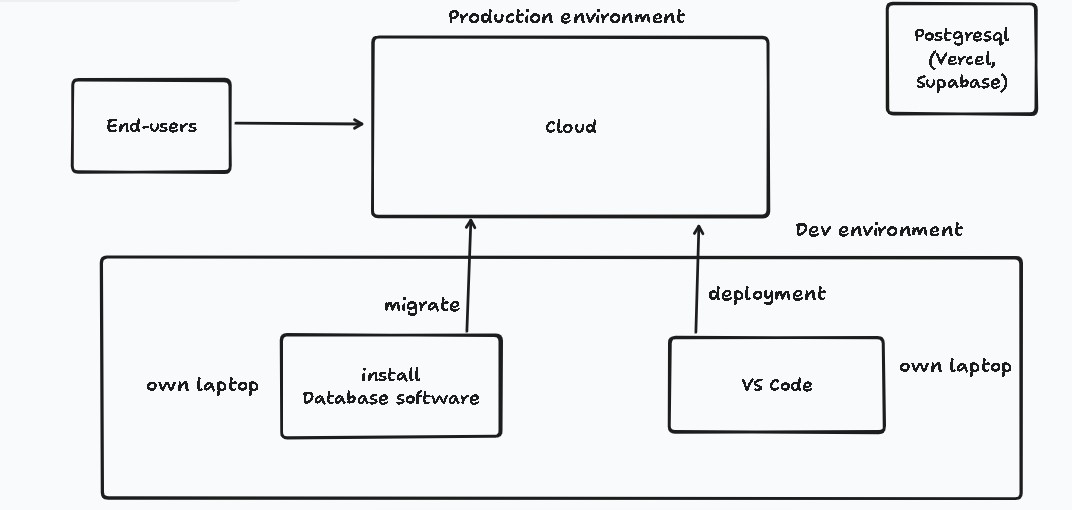 Production environment
Postgresql
(Vercel,
Supabase)
End-users
Cloud
Dev environment
migrate
deployment
own laptop
install
Database software
VS Code
own laptop